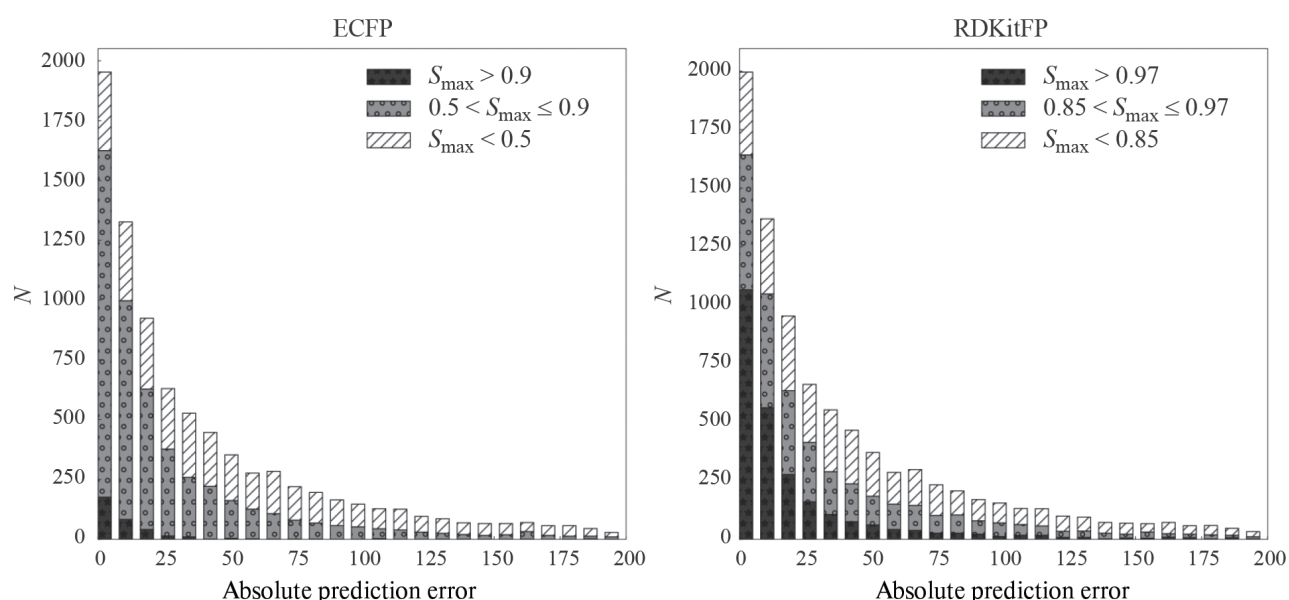 ECFP
2000
1750
1500
1250
1000
750
500
250
0
N
S_max > 0.9
0.5 < S_max ≤ 0.9
S_max < 0.5
0 25 50 75 100 125 150 175 200
Absolute prediction error
RDKitFP
2000
1750
1500
1250
1000
750
500
250
0
N
S_max > 0.97
0.85 < S_max ≤ 0.97
S_max < 0.85
0 25 50 75 100 125 150 175 200
Absolute prediction error